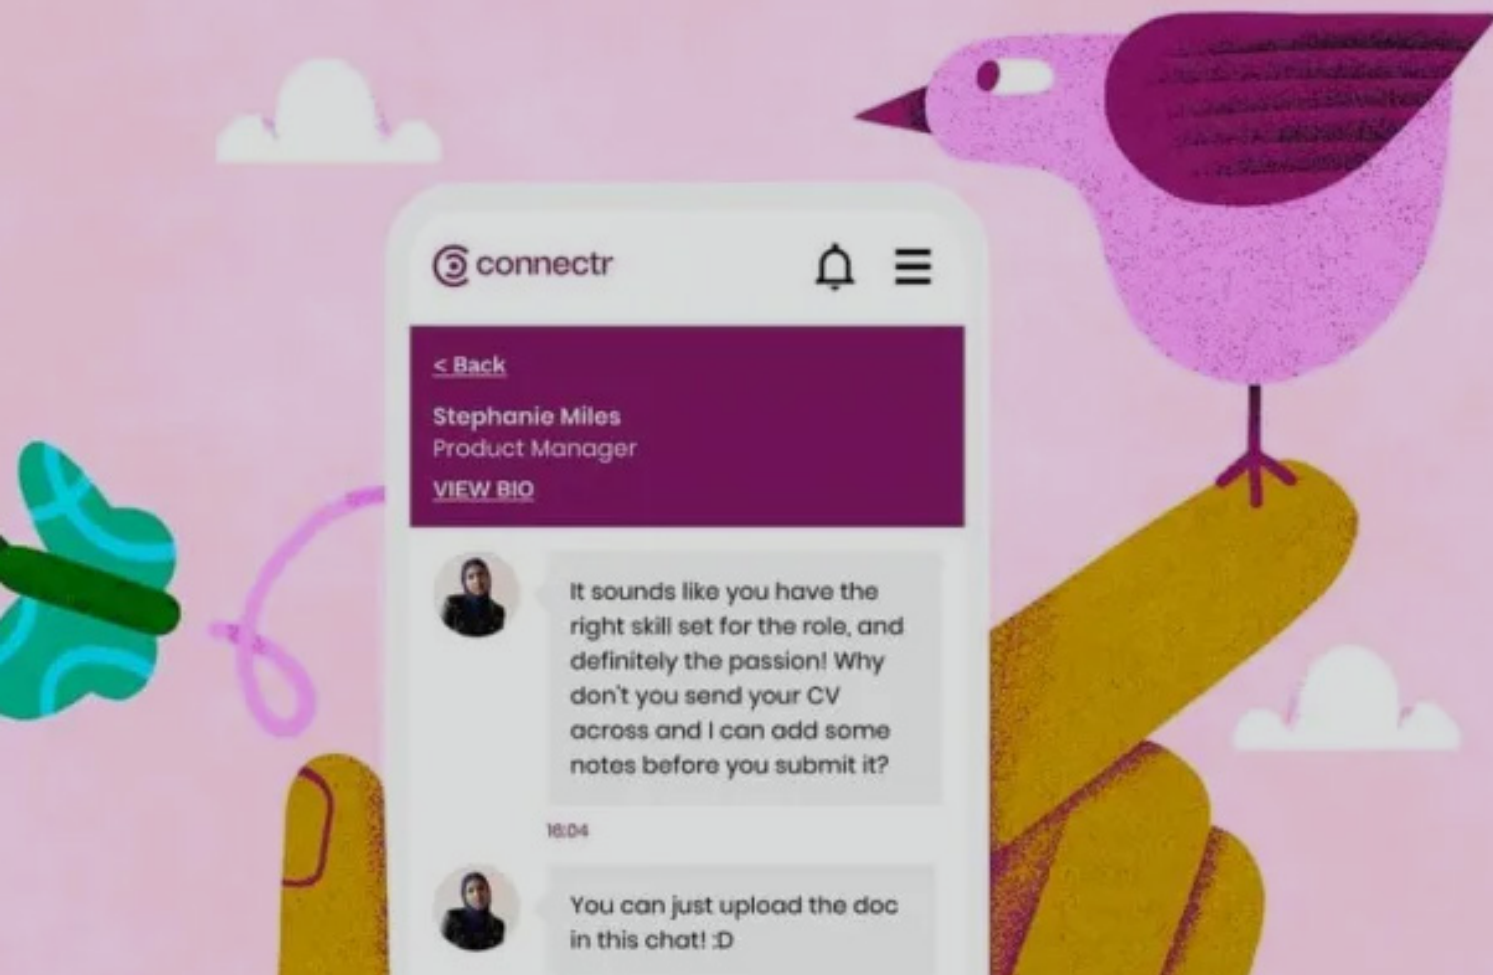 connectr
< Back
Stephanie Miles
Product Manager
VIEW BIO
It sounds like you have the
right skill set for the role, and
definitely the passion! Why
don't you send your CV
across and I can add some
notes before you submit it?
16:04
You can just upload the doc
in this chat! :D